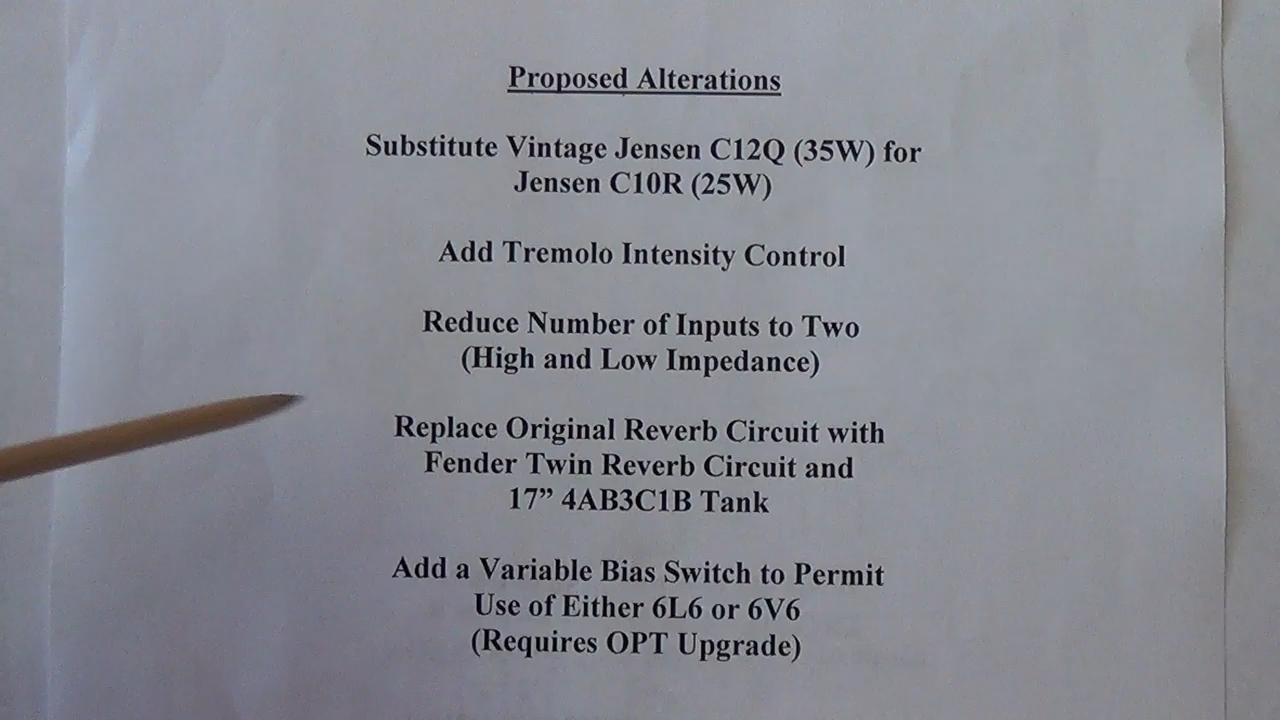 Proposed Alterations
Substitute Vintage Jensen C12Q (35W) for
Jensen C10R (25W)
Add Tremolo Intensity Control
Reduce Number of Inputs to Two
(High and Low Impedance)
Replace Original Reverb Circuit with
Fender Twin Reverb Circuit and
17” 4AB3C1B Tank
Add a Variable Bias Switch to Permit
Use of Either 6L6 or 6V6
(Requires OPT Upgrade)